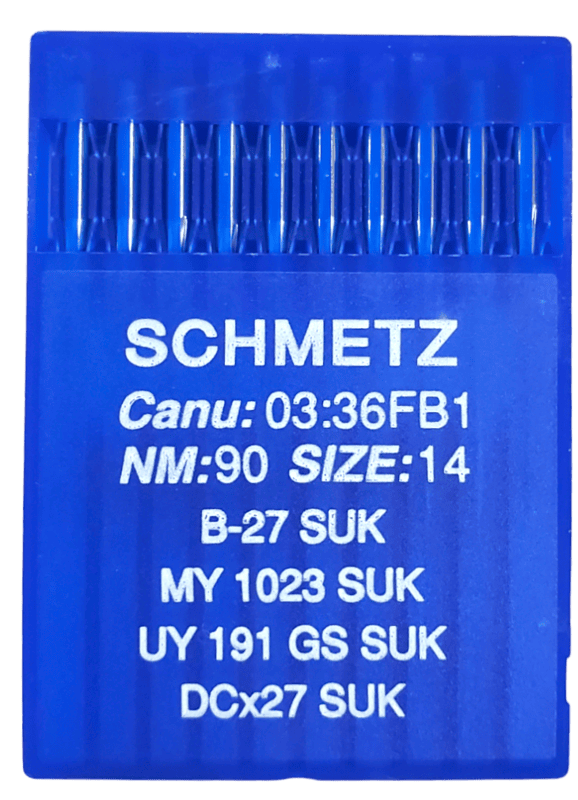 SCHMETZ
Canu: 03:36FB1
NM:90 SIZE:14
B-27 SUK
MY 1023 SUK
UY 191 GS SUK
DCx27 SUK